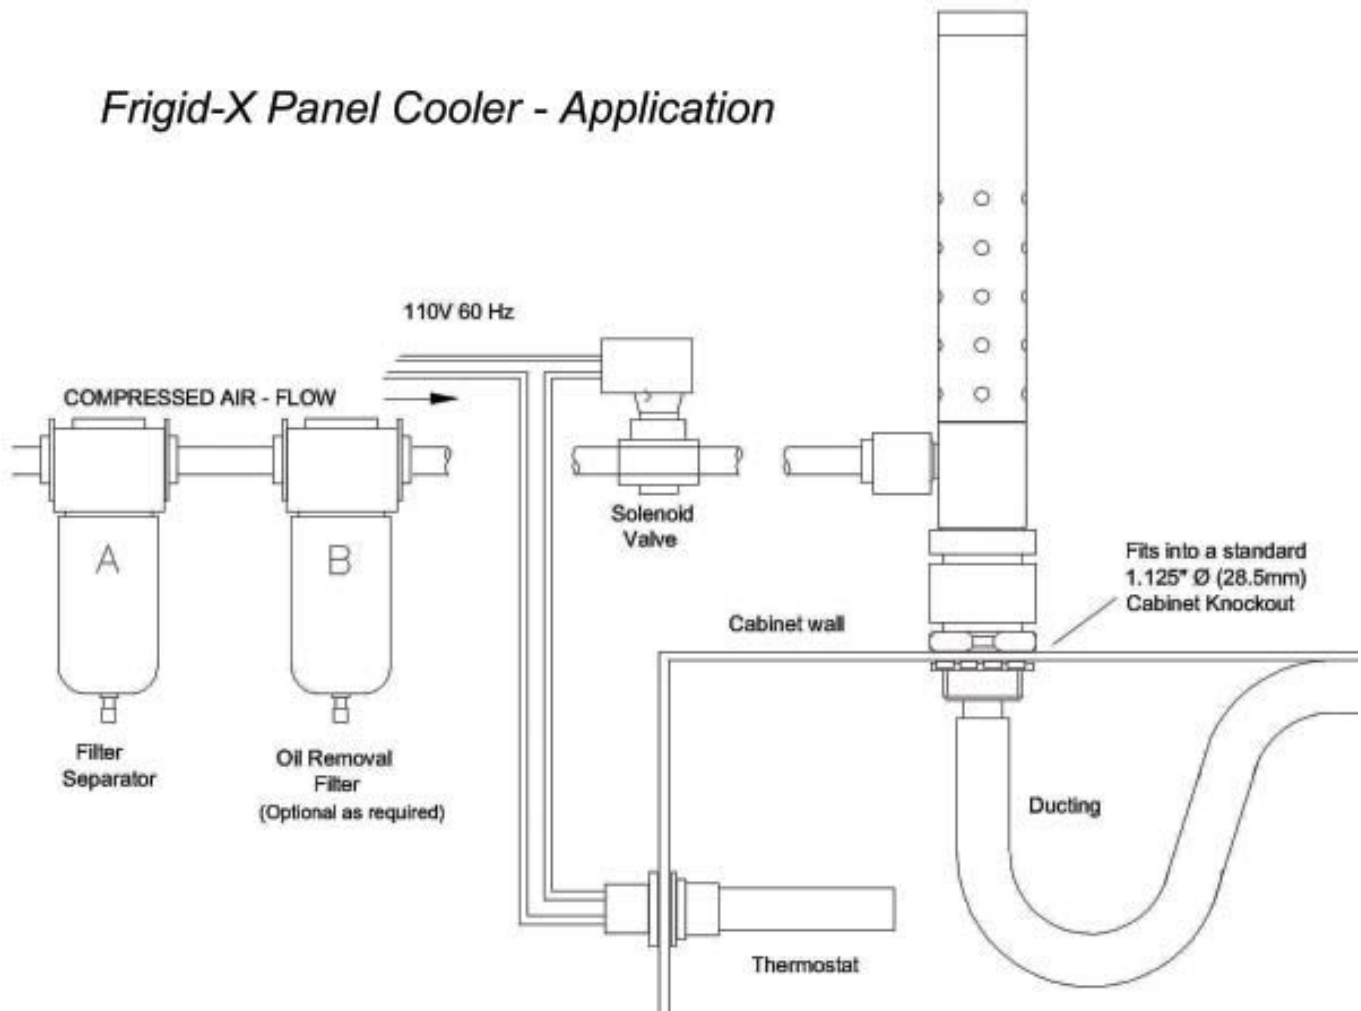 Frigid-X Panel Cooler - Application
110V 60 Hz
COMPRESSED AIR - FLOW
A
B
Solenoid
Valve
Fits into a standard
1.125" Ø (28.5mm)
Cabinet Knockout
Cabinet wall
Filter
Separator
Oil Removal
Filter
(Optional as required)
Ducting
Thermostat